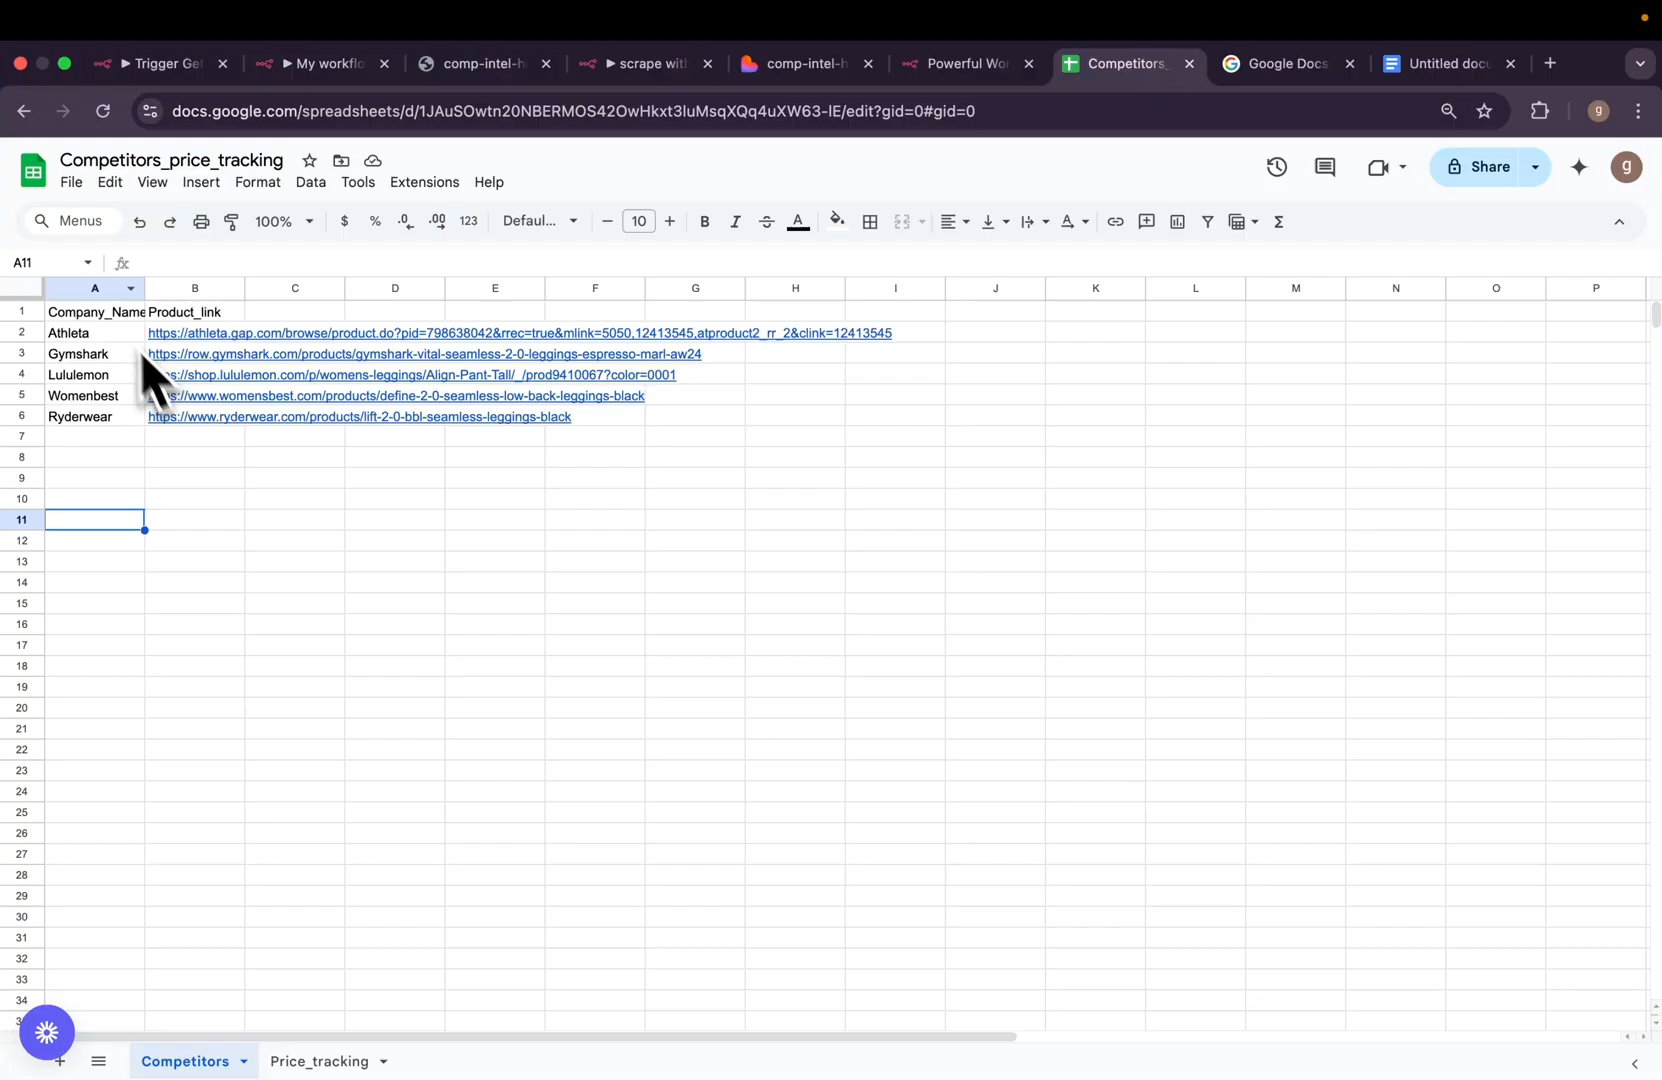 Trigger Get
My workflo
comp-intel-h
scrape with
comp-intel-h
Powerful Wor
Competitors_
Google Docs
Untitled docu
docs.google.com/spreadsheets/d/1JAuSOwtn20NBERMOS42OwHkxt3luMsqXQq4uXW63-lE/edit?gid=0#gid=0
Competitors_price_tracking
Share
g
File Edit View Insert Format Data Tools Extensions Help
Menus 100% $ % .0 .00 123 Defaul... 10 B I A Σ
A11 fx
A B C D E F G H I J K L M N O P
1 Company_Name Product_link
2 Athleta https://athleta.gap.com/browse/product.do?pid=798638042&rrec=true&mlink=5050,12413545,atproduct2_rr_2&clink=12413545
3 Gymshark https://row.gymshark.com/products/gymshark-vital-seamless-2-0-leggings-espresso-marl-aw24
4 Lululemon ://shop.lululemon.com/p/womens-leggings/Align-Pant-Tall/_/prod9410067?color=0001
5 Womenbest ://www.womensbest.com/products/define-2-0-seamless-low-back-leggings-black
6 Ryderwear https://www.ryderwear.com/products/lift-2-0-bbl-seamless-leggings-black
7
8
9
10
11
12
13
14
15
16
17
18
19
20
21
22
23
24
25
26
27
28
29
30
31
32
33
34
Competitors Price_tracking